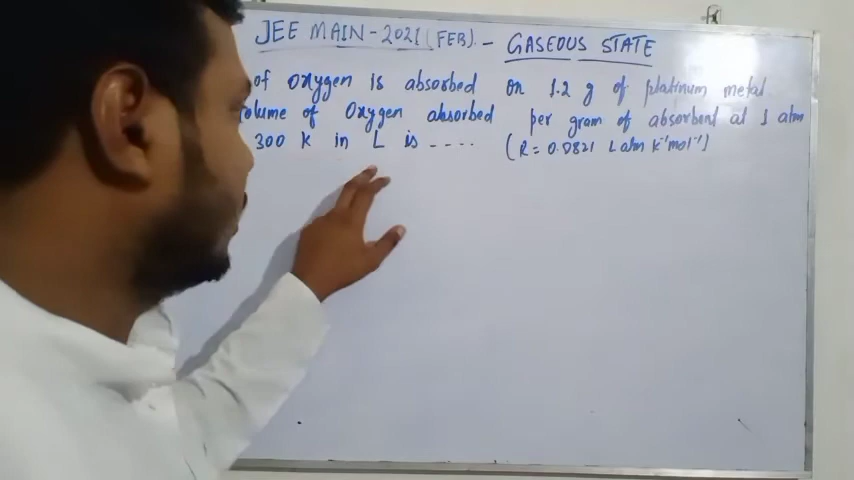 JEE MAIN - 2021 (FEB). - GASEOUS STATE
of oxygen is absorbed on 1.2 g of platinum metal.
olume of Oxygen absorbed per gram of absorbent at 1 atm
300 K in L is ---- (R = 0.0821 L atm K⁻¹mol⁻¹)